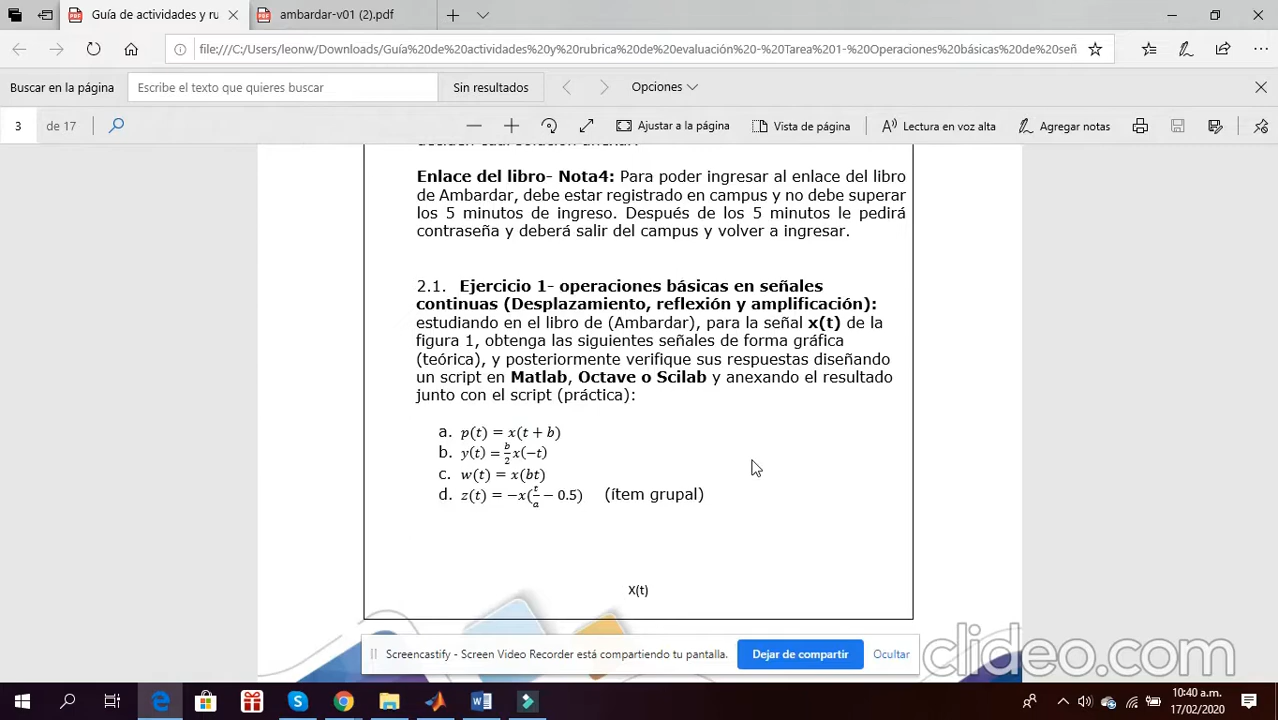 Guía de actividades y ru
ambardar-v01 (2).pdf
file:///C:/Users/leonw/Downloads/Guía%20de%20actividades%20y%20rubrica%20de%20evaluación%20-%20Tarea%201-%20Operaciones%20básicas%20de%20señ
Buscar en la página
Escribe el texto que quieres buscar
Sin resultados
Opciones
3 de 17
Ajustar a la página
Vista de página
Lectura en voz alta
Agregar notas
Enlace del libro- Nota4: Para poder ingresar al enlace del libro
de Ambardar, debe estar registrado en campus y no debe superar
los 5 minutos de ingreso. Después de los 5 minutos le pedirá
contraseña y deberá salir del campus y volver a ingresar.
2.1. Ejercicio 1- operaciones básicas en señales
continuas (Desplazamiento, reflexión y amplificación):
estudiando en el libro de (Ambardar), para la señal x(t) de la
figura 1, obtenga las siguientes señales de forma gráfica
(teórica), y posteriormente verifique sus respuestas diseñando
un script en Matlab, Octave o Scilab y anexando el resultado
junto con el script (práctica):
a. p(t) = x(t + b)
b. y(t) = b/2 x(−t)
c. w(t) = x(bt)
d. z(t) = −x(t/a − 0.5) (ítem grupal)
X(t)
Screencastify - Screen Video Recorder está compartiendo tu pantalla.
Dejar de compartir
Ocultar
clideo.com
10:40 a.m.
17/02/2020